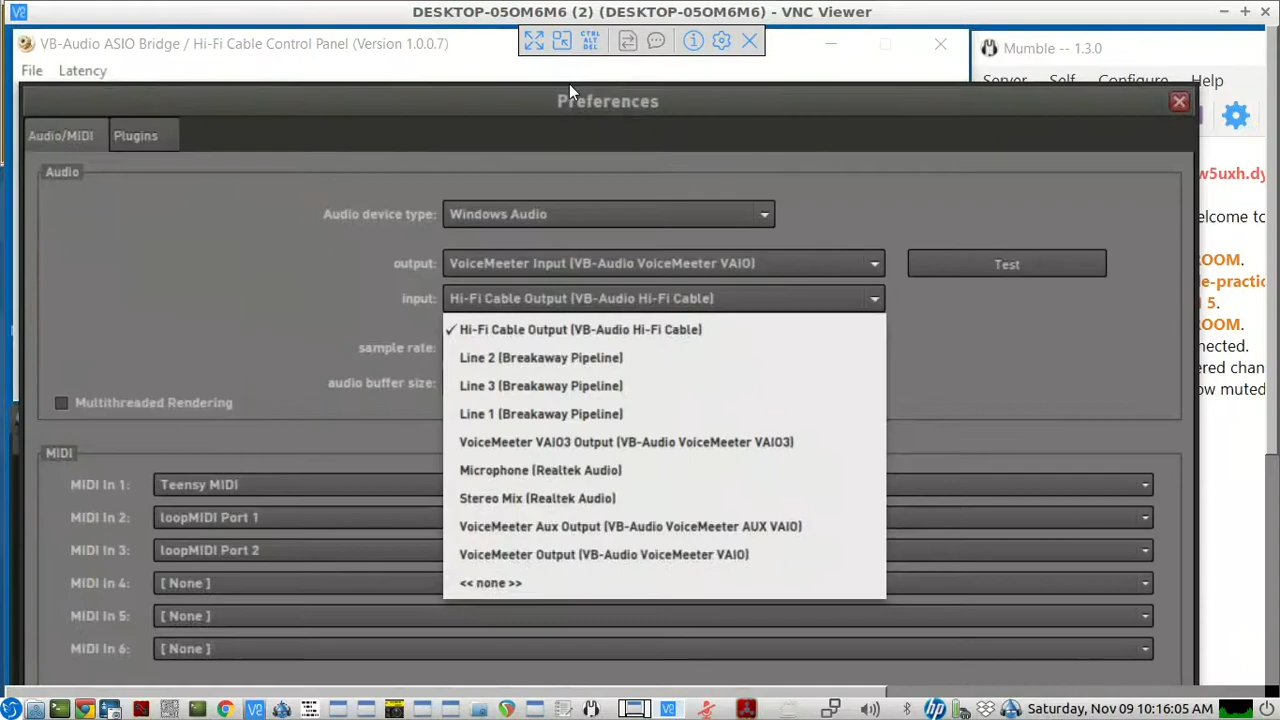 DESKTOP-05OM6M6 (2) (DESKTOP-05OM6M6) - VNC Viewer
VB-Audio ASIO Bridge / Hi-Fi Cable Control Panel (Version 1.0.0.7)
CTRL
ALT
DEL
Mumble -- 1.3.0
File Latency
Server Self Configure Help
Preferences
Audio/MIDI Plugins
Audio
w5uxh.dy
Audio device type: Windows Audio
elcome to
output: VoiceMeeter Input (VB-Audio VoiceMeeter VAIO) Test
OOM.
input: Hi-Fi Cable Output (VB-Audio Hi-Fi Cable)
e-practic
l 5.
✓ Hi-Fi Cable Output (VB-Audio Hi-Fi Cable)
OOM.
sample rate:
nected.
Line 2 (Breakaway Pipeline)
ered chan
audio buffer size:
Line 3 (Breakaway Pipeline)
ow muted
Multithreaded Rendering
Line 1 (Breakaway Pipeline)
VoiceMeeter VAIO3 Output (VB-Audio VoiceMeeter VAIO3)
Microphone (Realtek Audio)
Stereo Mix (Realtek Audio)
VoiceMeeter Aux Output (VB-Audio VoiceMeeter AUX VAIO)
VoiceMeeter Output (VB-Audio VoiceMeeter VAIO)
<< none >>
MIDI
MIDI In 1: Teensy MIDI
MIDI In 2: loopMIDI Port 1
MIDI In 3: loopMIDI Port 2
MIDI In 4: [ None ]
MIDI In 5: [ None ]
MIDI In 6: [ None ]
Saturday, Nov 09 10:16:05 AM